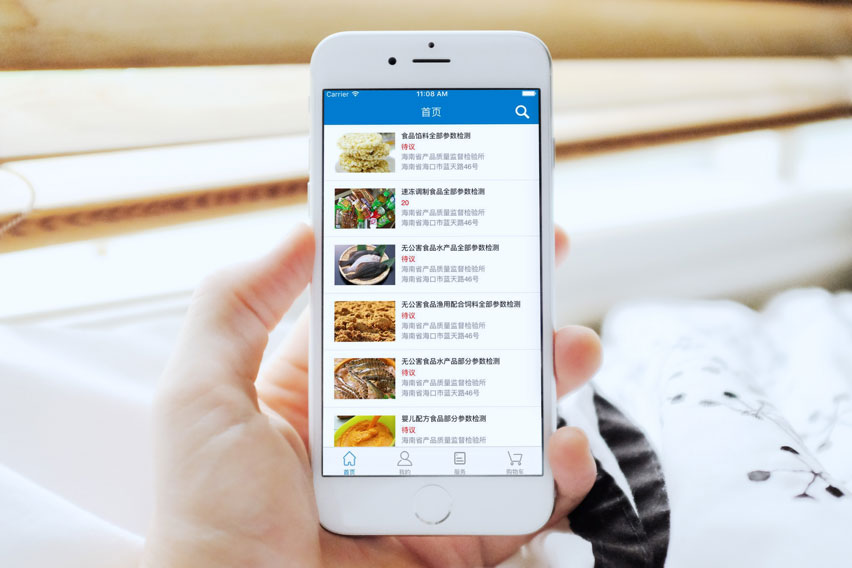 Carrier 11:08 AM
首页
食品馅料全部参数检测
待议
海南省产品质量监督检验所
海南省海口市蓝天路46号
速冻调制食品全部参数检测
20
海南省产品质量监督检验所
海南省海口市蓝天路46号
无公害食品水产品全部参数检测
待议
海南省产品质量监督检验所
海南省海口市蓝天路46号
无公害食品渔用配合饲料全部参数检测
待议
海南省产品质量监督检验所
海南省海口市蓝天路46号
无公害食品水产品部分参数检测
待议
海南省产品质量监督检验所
海南省海口市蓝天路46号
婴儿配方食品部分参数检测
待议
海南省产品质量监督检验所
首页 我的 服务 购物车